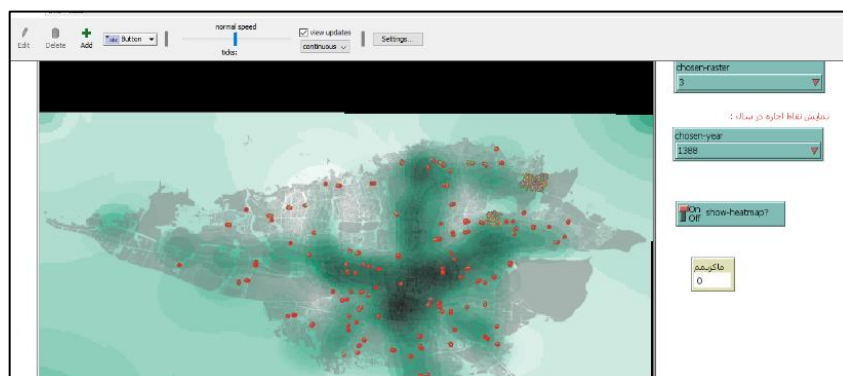 normal speed
view updates
Edit
Delete
Add
Button
continuous
Settings...
ticks:
chosen-raster
3
نمایش نقاط اجاره در سال :
chosen-year
1388
On
Off
show-heatmap?
ماکزیمم
0